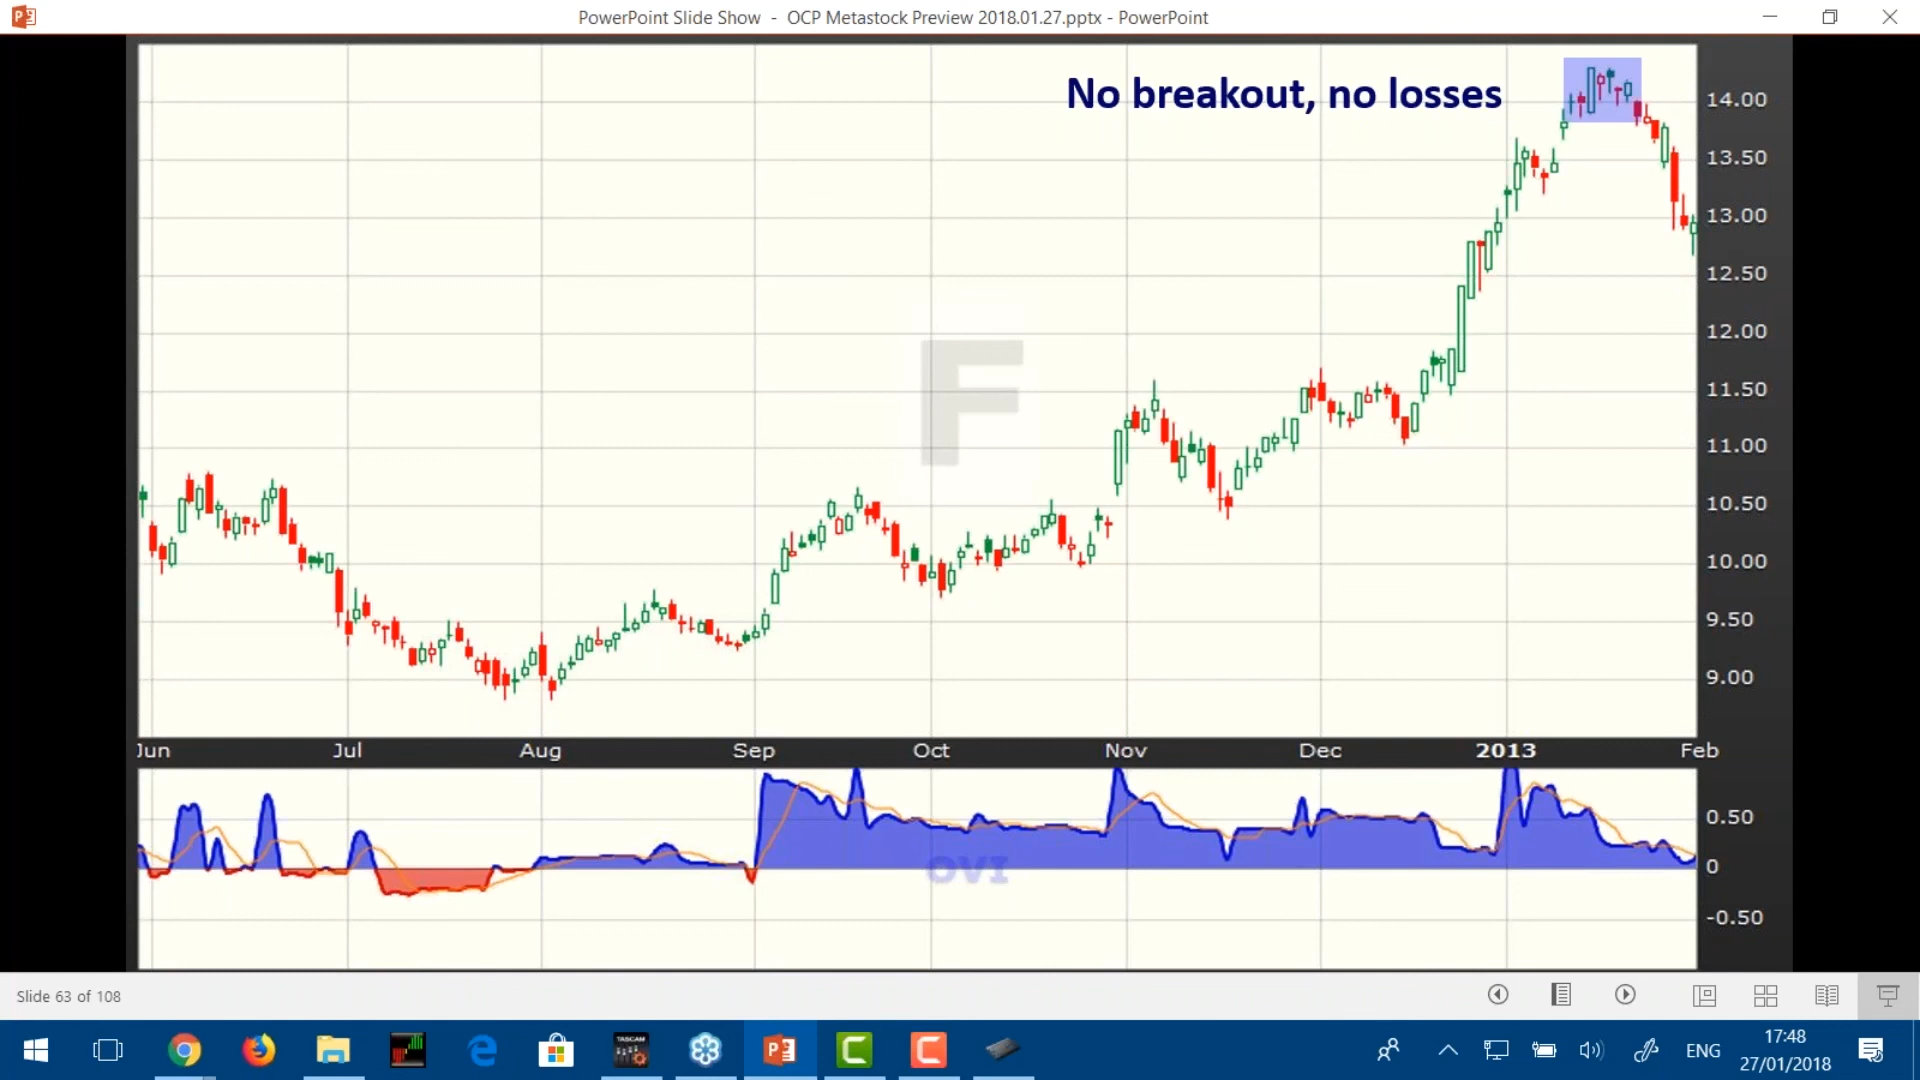 PowerPoint Slide Show - OCP Metastock Preview 2018.01.27.pptx - PowerPoint
No breakout, no losses
14.00
13.50
13.00
12.50
12.00
F
11.50
11.00
10.50
10.00
9.50
9.00
Jun Jul Aug Sep Oct Nov Dec 2013 Feb
0.50
OVI
0
-0.50
Slide 63 of 108
TASCAM
ENG
17:48
27/01/2018